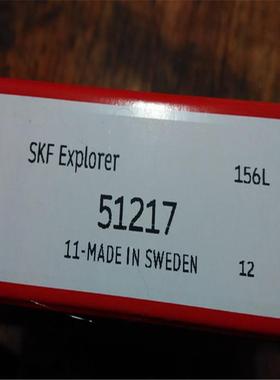 SKF Explorer 156L
51217
11-MADE IN SWEDEN 12